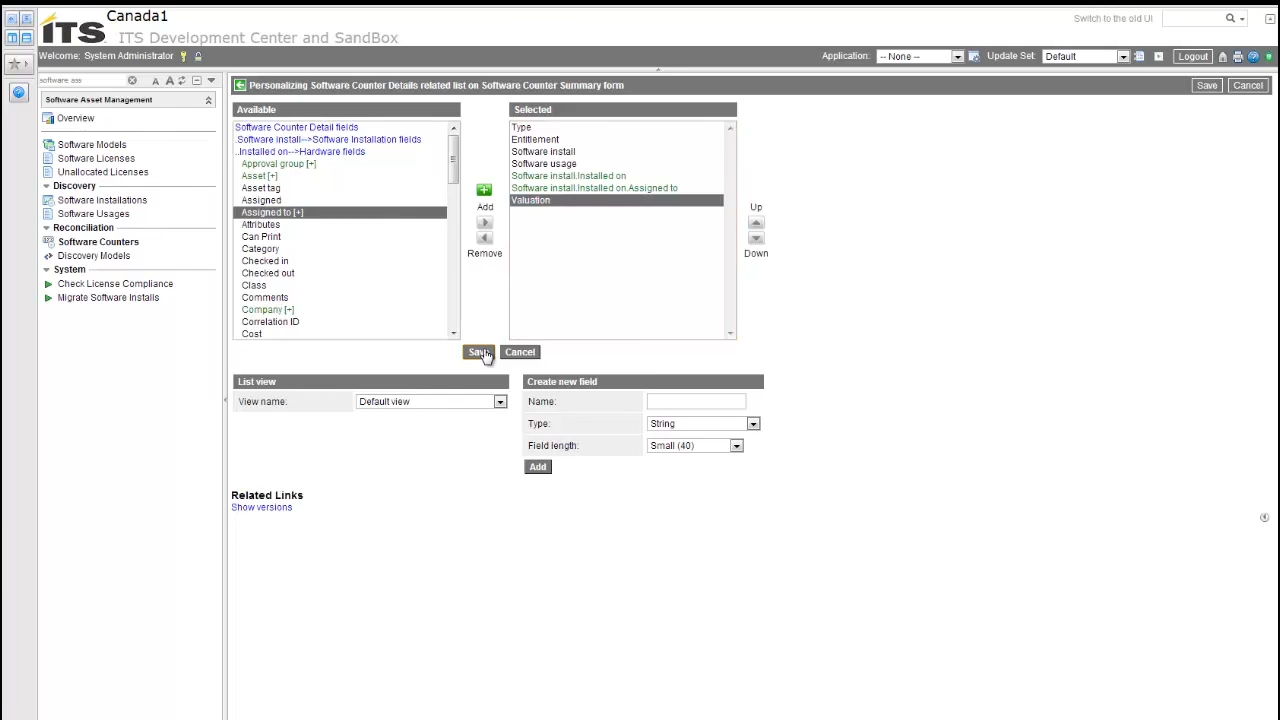 Canada1
ITS
ITS Development Center and SandBox
Switch to the old UI
Welcome: System Administrator
Application: -- None --
Update Set: Default
Logout
software ass
A A
Software Asset Management
Overview
Software Models
Software Licenses
Unallocated Licenses
Discovery
Software Installations
Software Usages
Reconciliation
Software Counters
Discovery Models
System
Check License Compliance
Migrate Software Installs
Personalizing Software Counter Details related list on Software Counter Summary form
Save Cancel
Available
Software Counter Detail fields
.Software install-->Software Installation fields
..Installed on-->Hardware fields
Approval group [+]
Asset [+]
Asset tag
Assigned
Assigned to [+]
Attributes
Can Print
Category
Checked in
Checked out
Class
Comments
Company [+]
Correlation ID
Cost
Add
Remove
Selected
Type
Entitlement
Software install
Software usage
Software install.Installed on
Software install.Installed on.Assigned to
Valuation
Up
Down
Save Cancel
List view
View name: Default view
Create new field
Name:
Type: String
Field length: Small (40)
Add
Related Links
Show versions